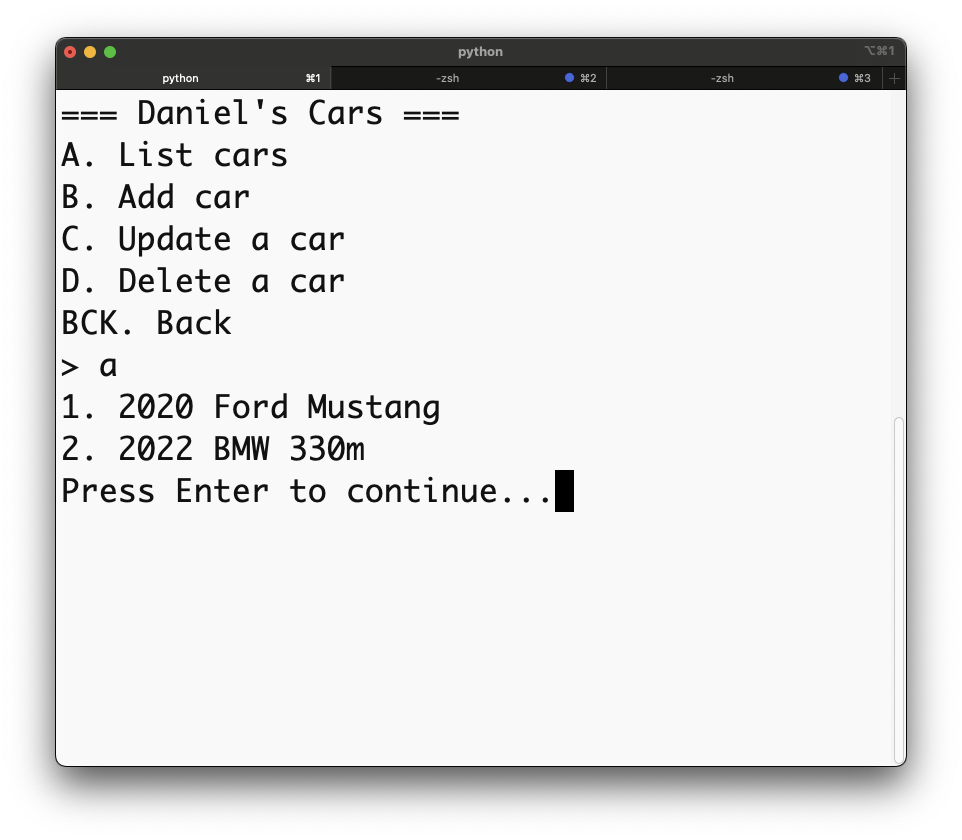 python
⌥⌘1
python ⌘1 -zsh ⌘2 -zsh ⌘3 +
=== Daniel's Cars ===
A. List cars
B. Add car
C. Update a car
D. Delete a car
BCK. Back
> a
1. 2020 Ford Mustang
2. 2022 BMW 330m
Press Enter to continue...